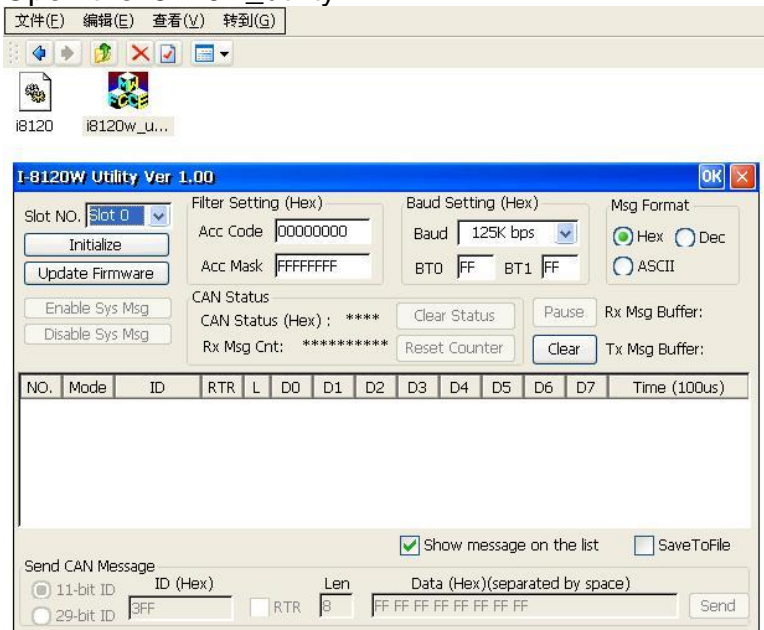 文件(F) 编辑(E) 查看(V) 转到(G)
i8120 i8120w_u...
I-8120W Utility Ver 1.00 OK
Slot NO. Slot 0
Initialize
Update Firmware
Enable Sys Msg
Disable Sys Msg
Filter Setting (Hex)
Acc Code 00000000
Acc Mask FFFFFFFF
Baud Setting (Hex)
Baud 125K bps
BT0 FF BT1 FF
Msg Format
Hex Dec
ASCII
CAN Status
CAN Status (Hex) : ****
Rx Msg Cnt: **********
Clear Status
Reset Counter
Pause
Clear
Rx Msg Buffer:
Tx Msg Buffer:
NO. Mode ID RTR L D0 D1 D2 D3 D4 D5 D6 D7 Time (100us)
Show message on the list SaveToFile
Send CAN Message
11-bit ID
29-bit ID
ID (Hex)
3FF
RTR
Len
8
Data (Hex)(separated by space)
FF FF FF FF FF FF FF FF
Send